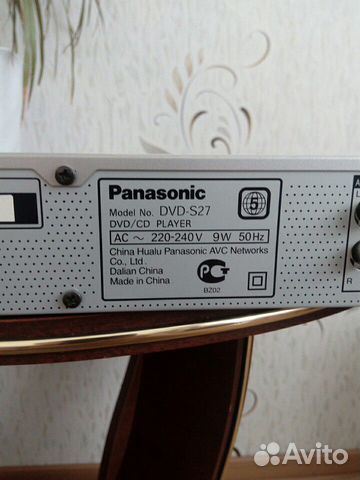 Panasonic
Model No. DVD-S27
DVD/CD PLAYER
AC ~ 220-240V 9W 50Hz
China Hualu Panasonic AVC Networks
Co., Ltd.
Dalian China
Made in China
5
BZ02
R
Avito